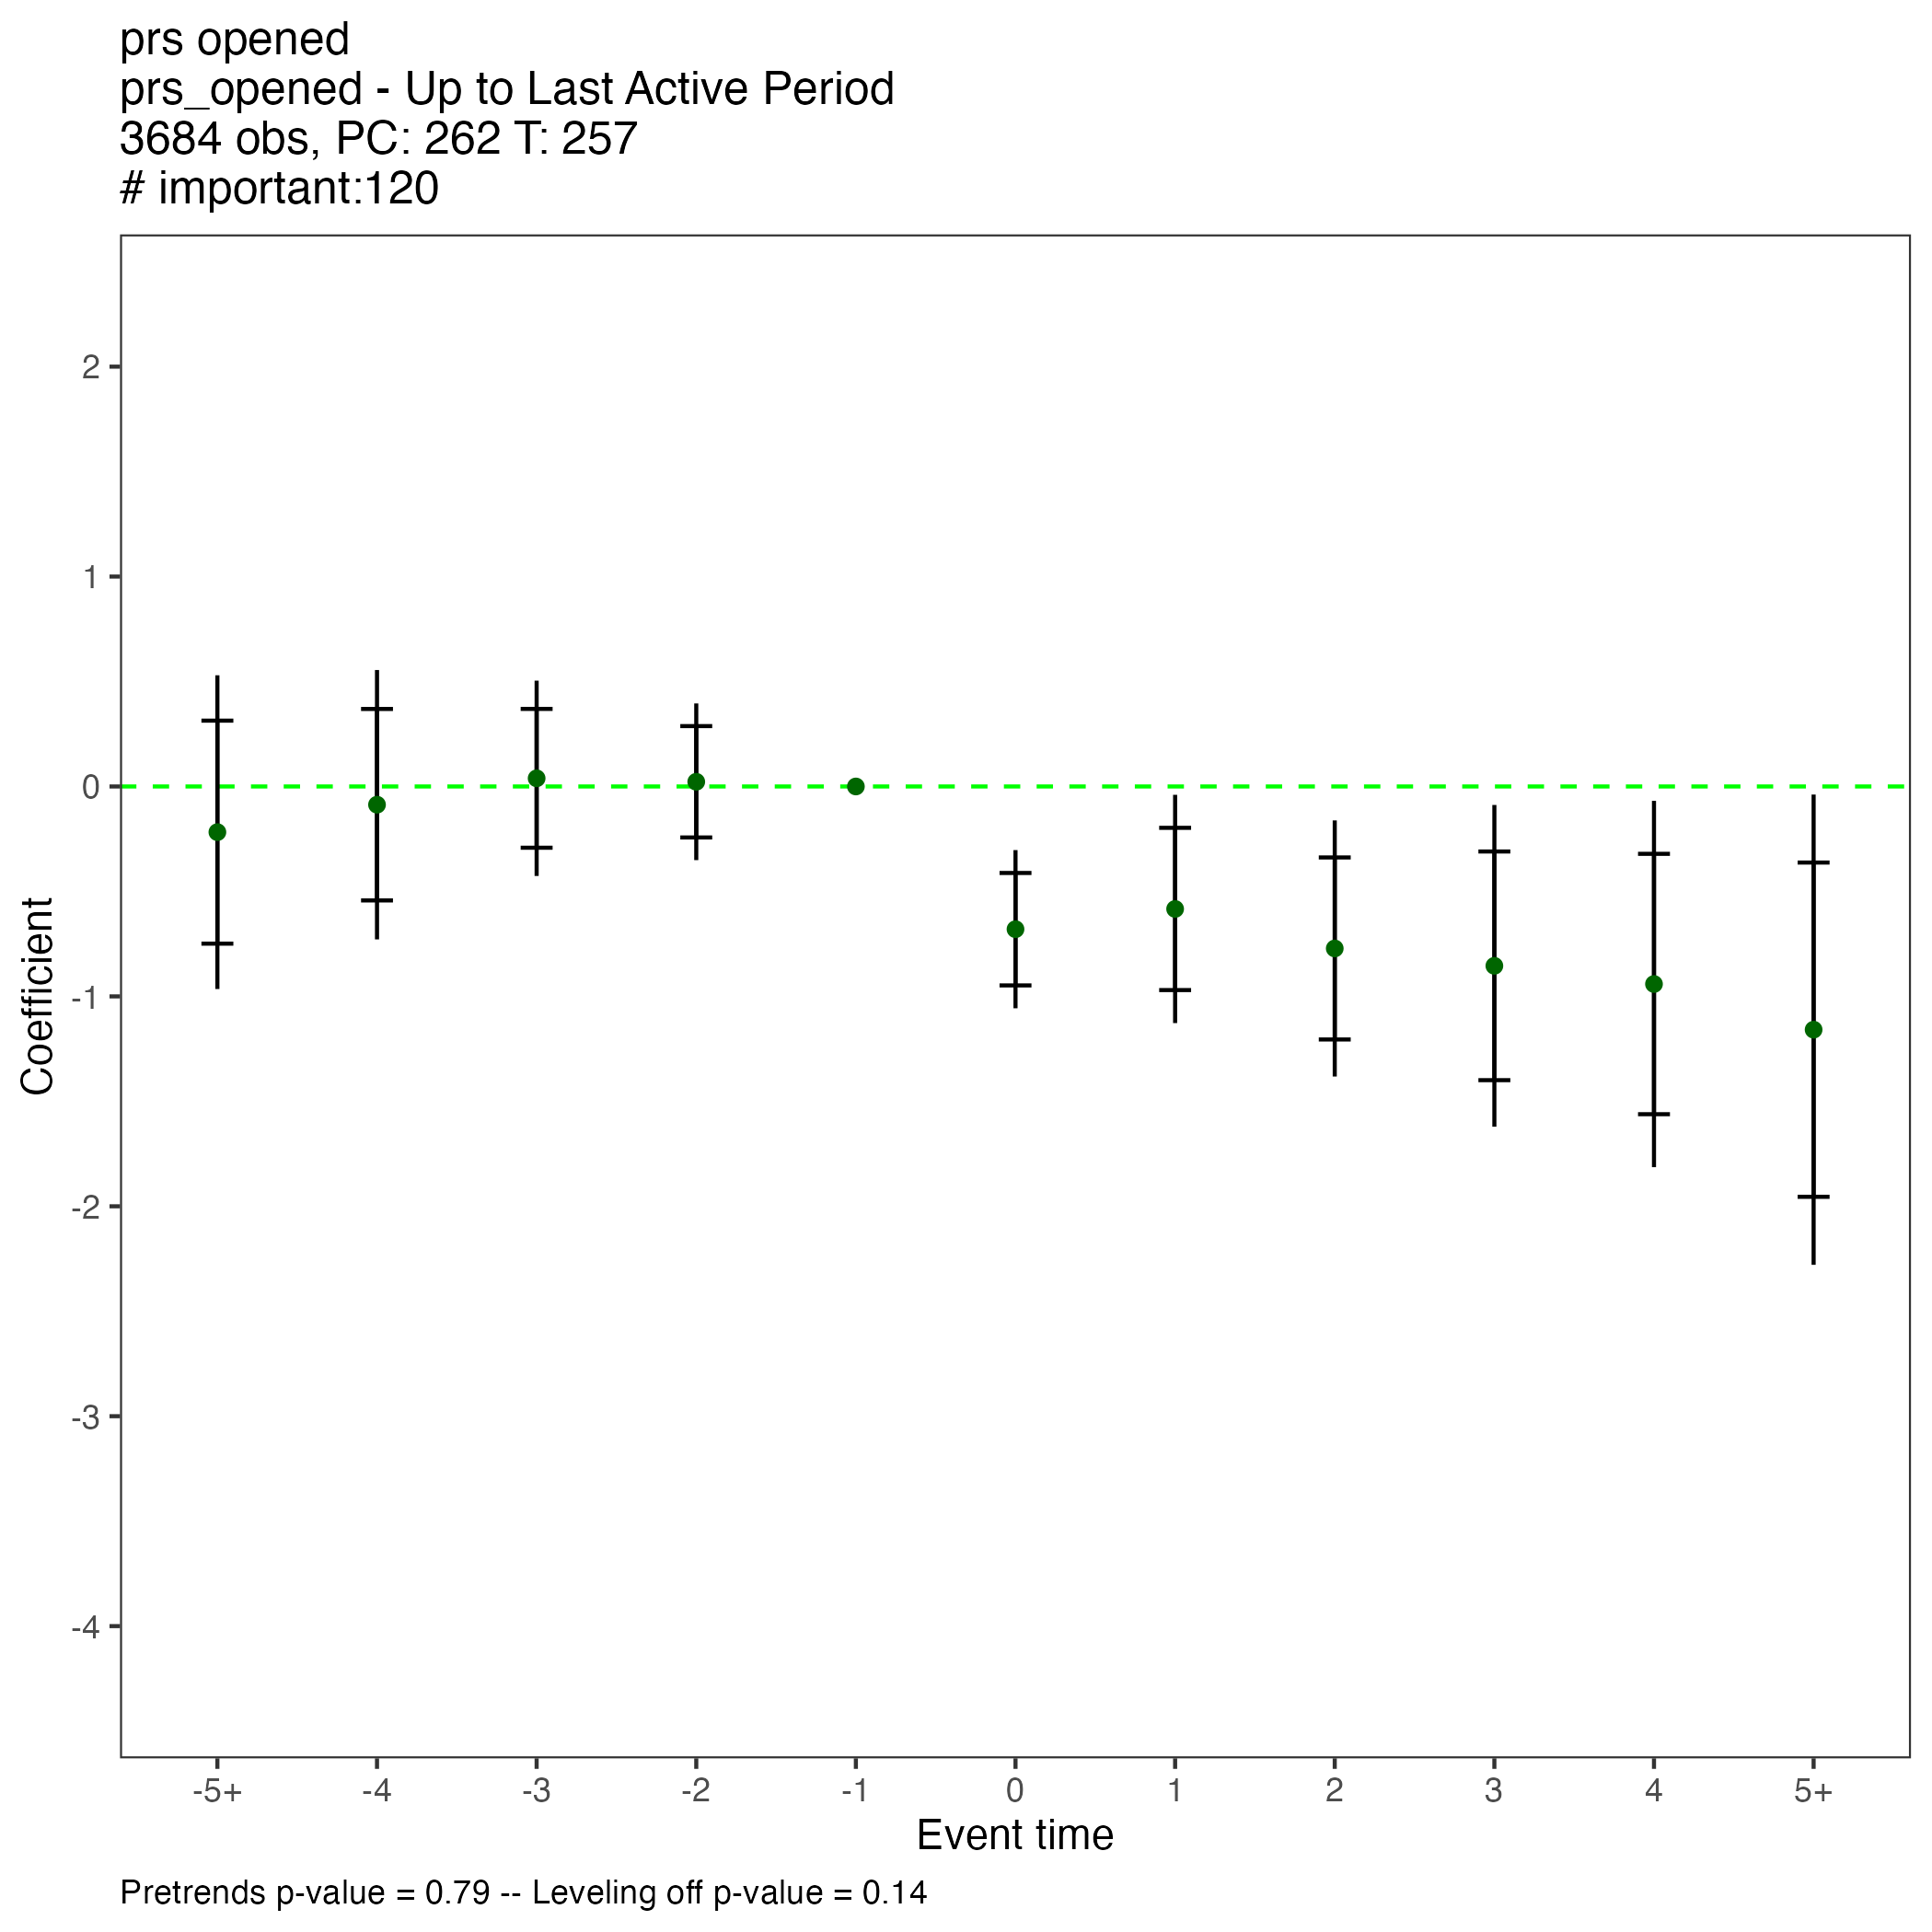 prs opened
prs_opened - Up to Last Active Period
3684 obs, PC: 262 T: 257
# important:120
Coefficient
2
1
0
-1
-2
-3
-4
-5+ -4 -3 -2 -1 0 1 2 3 4 5+
Event time
Pretrends p-value = 0.79 -- Leveling off p-value = 0.14